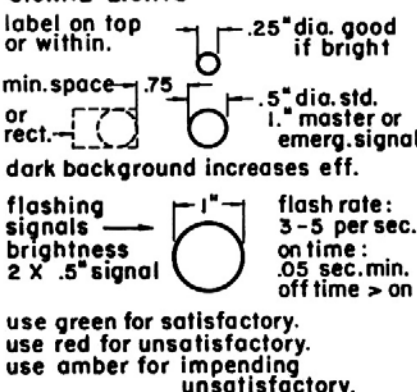 label on top
or within.
.25" dia. good
if bright
min. space
.75
or
rect.
.5" dia. std.
1." master or
emerg. signal
dark background increases eff.
flashing
signals
brightness
2 X .5" signal
1"
flash rate:
3-5 per sec.
on time:
.05 sec. min.
off time > on
use green for satisfactory.
use red for unsatisfactory.
use amber for impending
unsatisfactory.